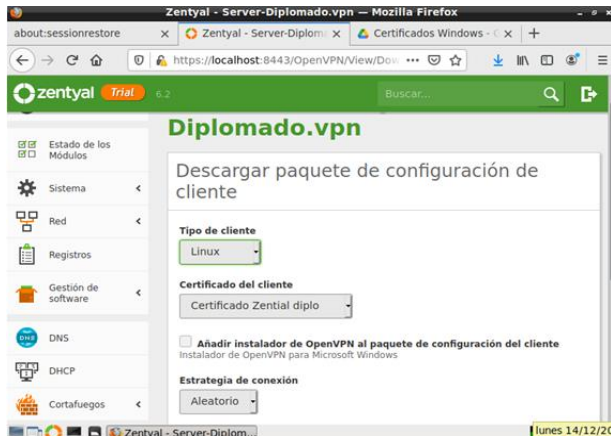 Zentyal - Server-Diplomado.vpn — Mozilla Firefox
about:sessionrestore
Zentyal - Server-Diplom
Certificados Windows -
https://localhost:8443/OpenVPN/View/Dow
zentyal Trial 6.2
Buscar...
Diplomado.vpn
Descargar paquete de configuración de
cliente
Tipo de cliente
Linux
Certificado del cliente
Certificado Zential diplo
Añadir instalador de OpenVPN al paquete de configuración del cliente
Instalador de OpenVPN para Microsoft Windows
Estrategia de conexión
Aleatorio
Estado de los
Módulos
Sistema
Red
Registros
Gestión de
software
DNS
DNS
DHCP
Cortafuegos
Zentyal - Server-Diplom...
lunes 14/12/20